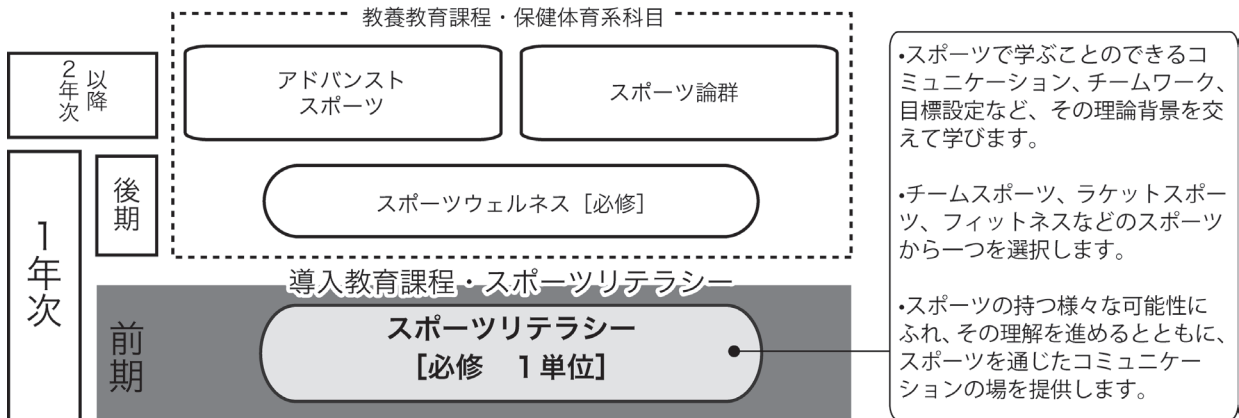 教養教育課程・保健体育系科目
2年次
以降
アドバンスト
スポーツ
スポーツ論群
1年次
後期
スポーツウェルネス［必修］
導入教育課程・スポーツリテラシー
前期
スポーツリテラシー
［必修　1単位］
•スポーツで学ぶことのできるコ
ミュニケーション、チームワーク、
目標設定など、その理論背景を交
えて学びます。
•チームスポーツ、ラケットスポー
ツ、フィットネスなどのスポーツ
から一つを選択します。
•スポーツの持つ様々な可能性に
ふれ、その理解を進めるとともに、
スポーツを通じたコミュニケー
ションの場を提供します。